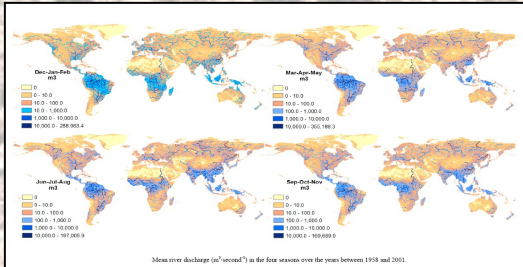 Dec-Jan-Feb
m3
0
0 - 10.0
10.0 - 100.0
10.0 - 1,000.0
1,000.0 - 10,000.0
10,000.0 - 288,963.4
Mar-Apr-May
m3
0
0 - 10.0
10.0 - 100.0
100.0 - 1,000.0
1,000.0 - 10,000.0
10,000.0 - 355,189.3
Jun-Jul-Aug
m3
0
0 - 10.0
10.0 - 100.0
100.0 - 1,000.0
1,000.0 - 10,000.0
10,000.0 - 197,005.9
Sep-Oct-Nov
m3
0
0 - 10.0
10.0 - 100.0
100.0 - 1,000.0
1,000.0 - 10,000.0
10,000.0 - 169,669.0
Mean river discharge (m³·second⁻¹) in the four seasons over the years between 1958 and 2001.